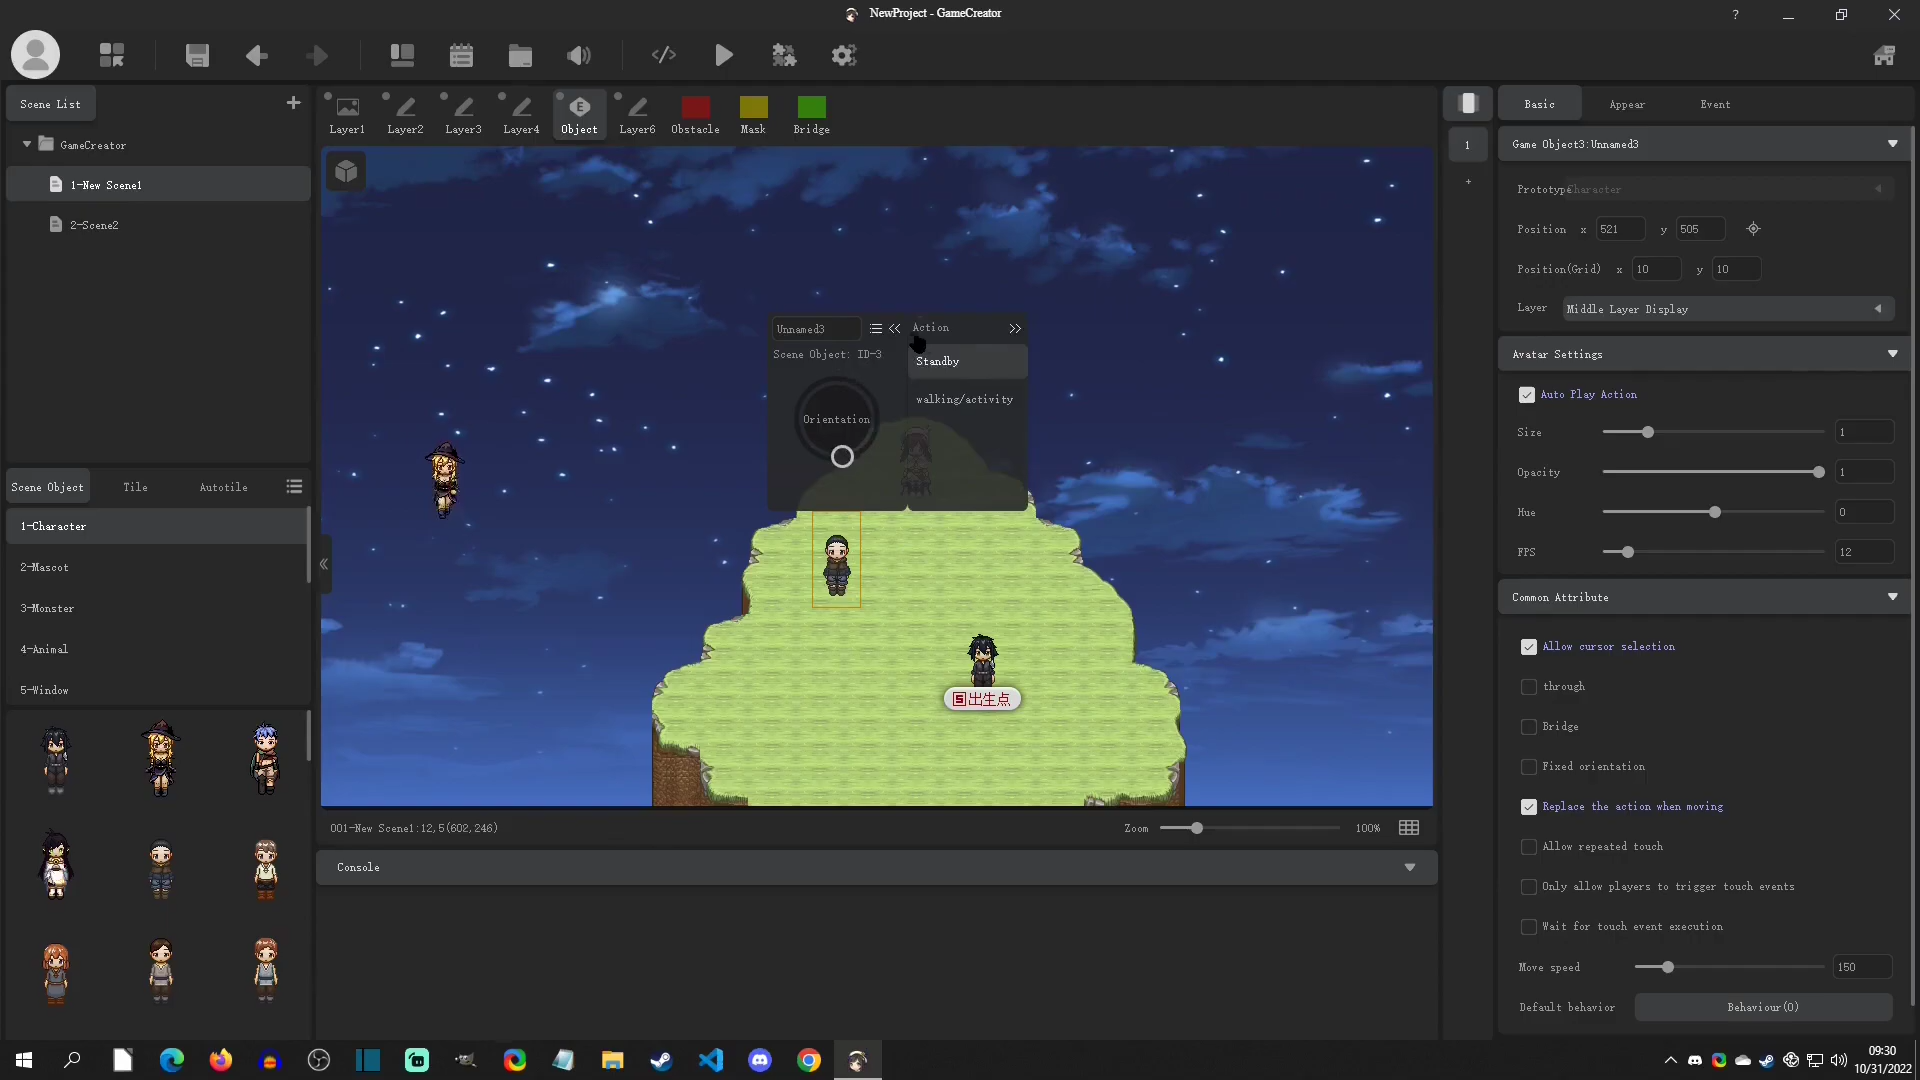 NewProject - GameCreator
?
Scene List
+
GameCreator
1-New Scene1
2-Scene2
Scene Object
Tile
Autotile
1-Character
2-Mascot
3-Monster
4-Animal
5-Window
Layer1
Layer2
Layer3
Layer4
E
Object
Layer6
Obstacle
Mask
Bridge
Unnamed3
Action
Scene Object: ID-3
Standby
Orientation
walking/activity
S出生点
001-New Scene1:12,5(602,246)
Zoom
100%
Console
1
+
Basic
Appear
Event
Game Object3:Unnamed3
Prototype
Character
Position x 521 y 505
Position(Grid) x 10 y 10
Layer Middle Layer Display
Avatar Settings
Auto Play Action
Size 1
Opacity 1
Hue 0
FPS 12
Common Attribute
Allow cursor selection
through
Bridge
Fixed orientation
Replace the action when moving
Allow repeated touch
Only allow players to trigger touch events
Wait for touch event execution
Move speed 150
Default behavior Behaviour(0)
09:30
10/31/2022